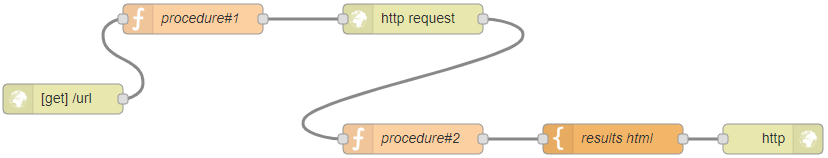 [get] /url
procedure#1
http request
procedure#2
results html
http